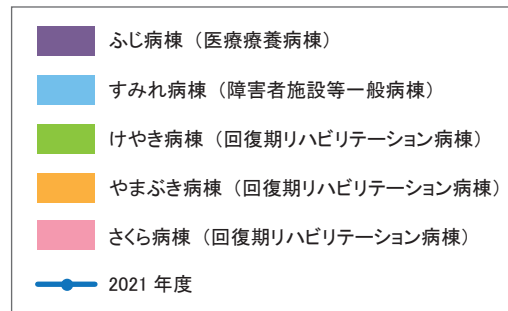 ふじ病棟（医療療養病棟）
すみれ病棟（障害者施設等一般病棟）
けやき病棟（回復期リハビリテーション病棟）
やまぶき病棟（回復期リハビリテーション病棟）
さくら病棟（回復期リハビリテーション病棟）
2021 年度